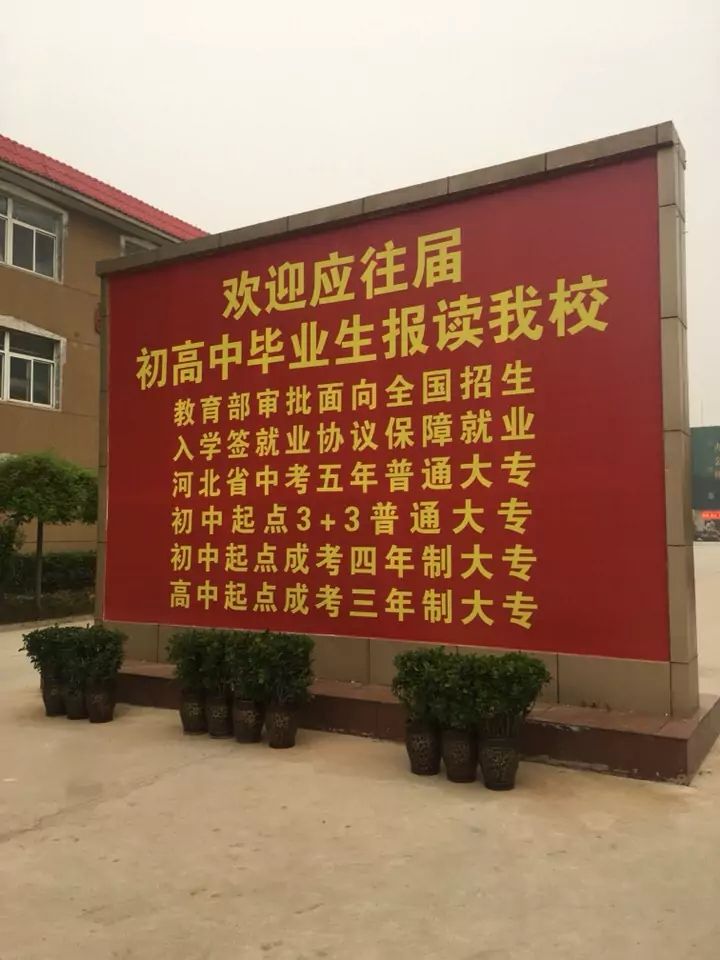 欢迎应往届
初高中毕业生报读我校
教育部审批面向全国招生
入学签就业协议保障就业
河北省中考五年普通大专
初中起点3+3普通大专
初中起点成考四年制大专
高中起点成考三年制大专